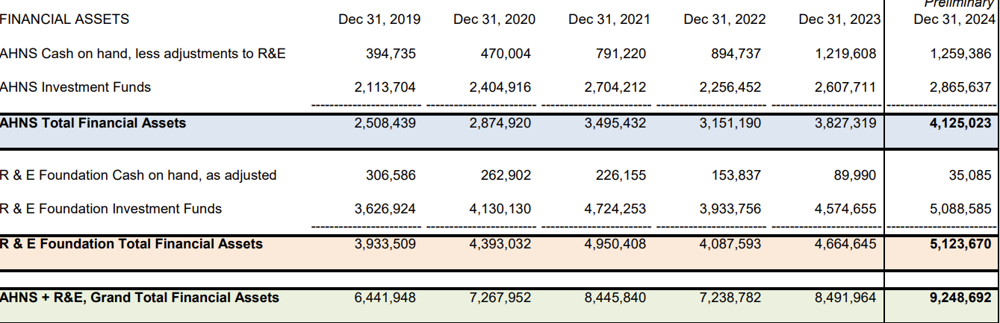 Preliminary
FINANCIAL ASSETS Dec 31, 2019 Dec 31, 2020 Dec 31, 2021 Dec 31, 2022 Dec 31, 2023 Dec 31, 2024
AHNS Cash on hand, less adjustments to R&E 394,735 470,004 791,220 894,737 1,219,608 1,259,386
AHNS Investment Funds 2,113,704 2,404,916 2,704,212 2,256,452 2,607,711 2,865,637
AHNS Total Financial Assets 2,508,439 2,874,920 3,495,432 3,151,190 3,827,319 4,125,023
R & E Foundation Cash on hand, as adjusted 306,586 262,902 226,155 153,837 89,990 35,085
R & E Foundation Investment Funds 3,626,924 4,130,130 4,724,253 3,933,756 4,574,655 5,088,585
R & E Foundation Total Financial Assets 3,933,509 4,393,032 4,950,408 4,087,593 4,664,645 5,123,670
AHNS + R&E, Grand Total Financial Assets 6,441,948 7,267,952 8,445,840 7,238,782 8,491,964 9,248,692